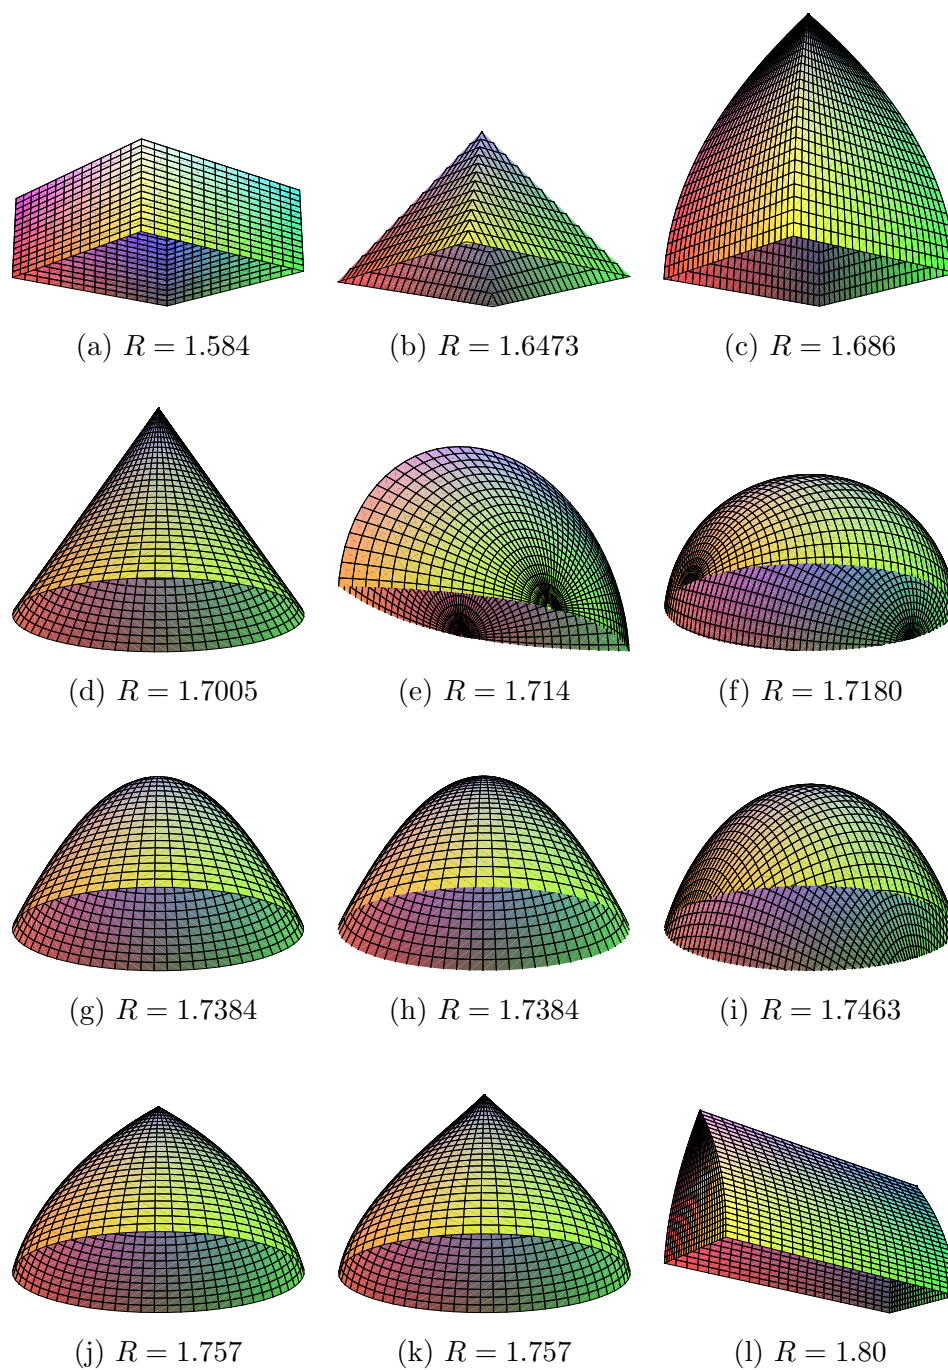 (a) R = 1.584
(b) R = 1.6473
(c) R = 1.686
(d) R = 1.7005
(e) R = 1.714
(f) R = 1.7180
(g) R = 1.7384
(h) R = 1.7384
(i) R = 1.7463
(j) R = 1.757
(k) R = 1.757
(l) R = 1.80